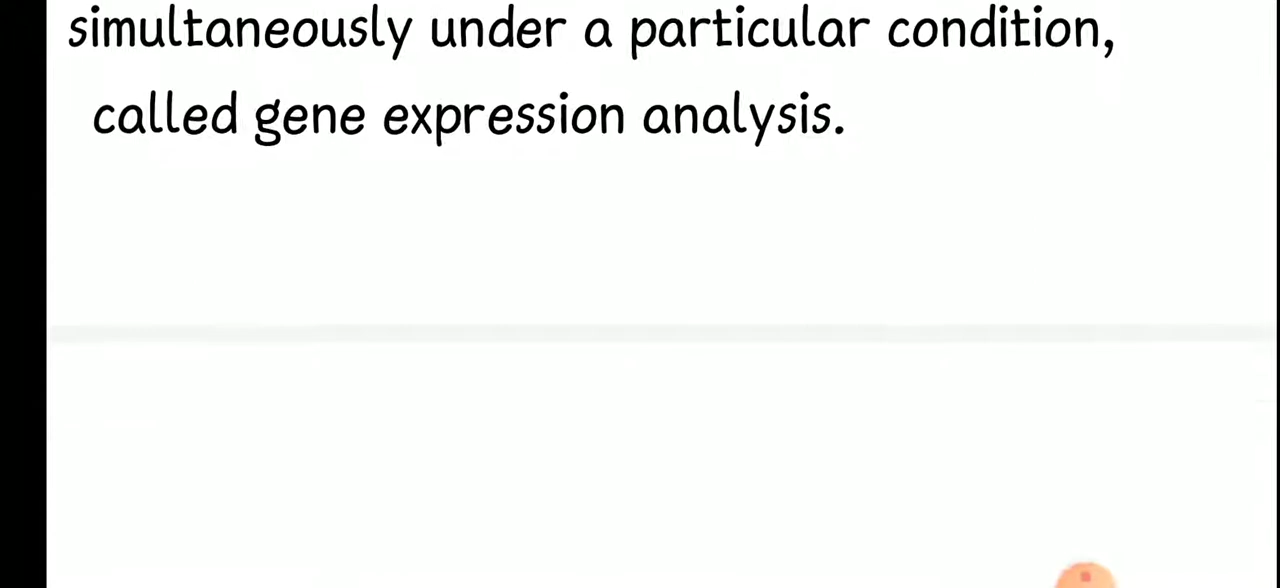 simultaneously under a particular condition,
called gene expression analysis.